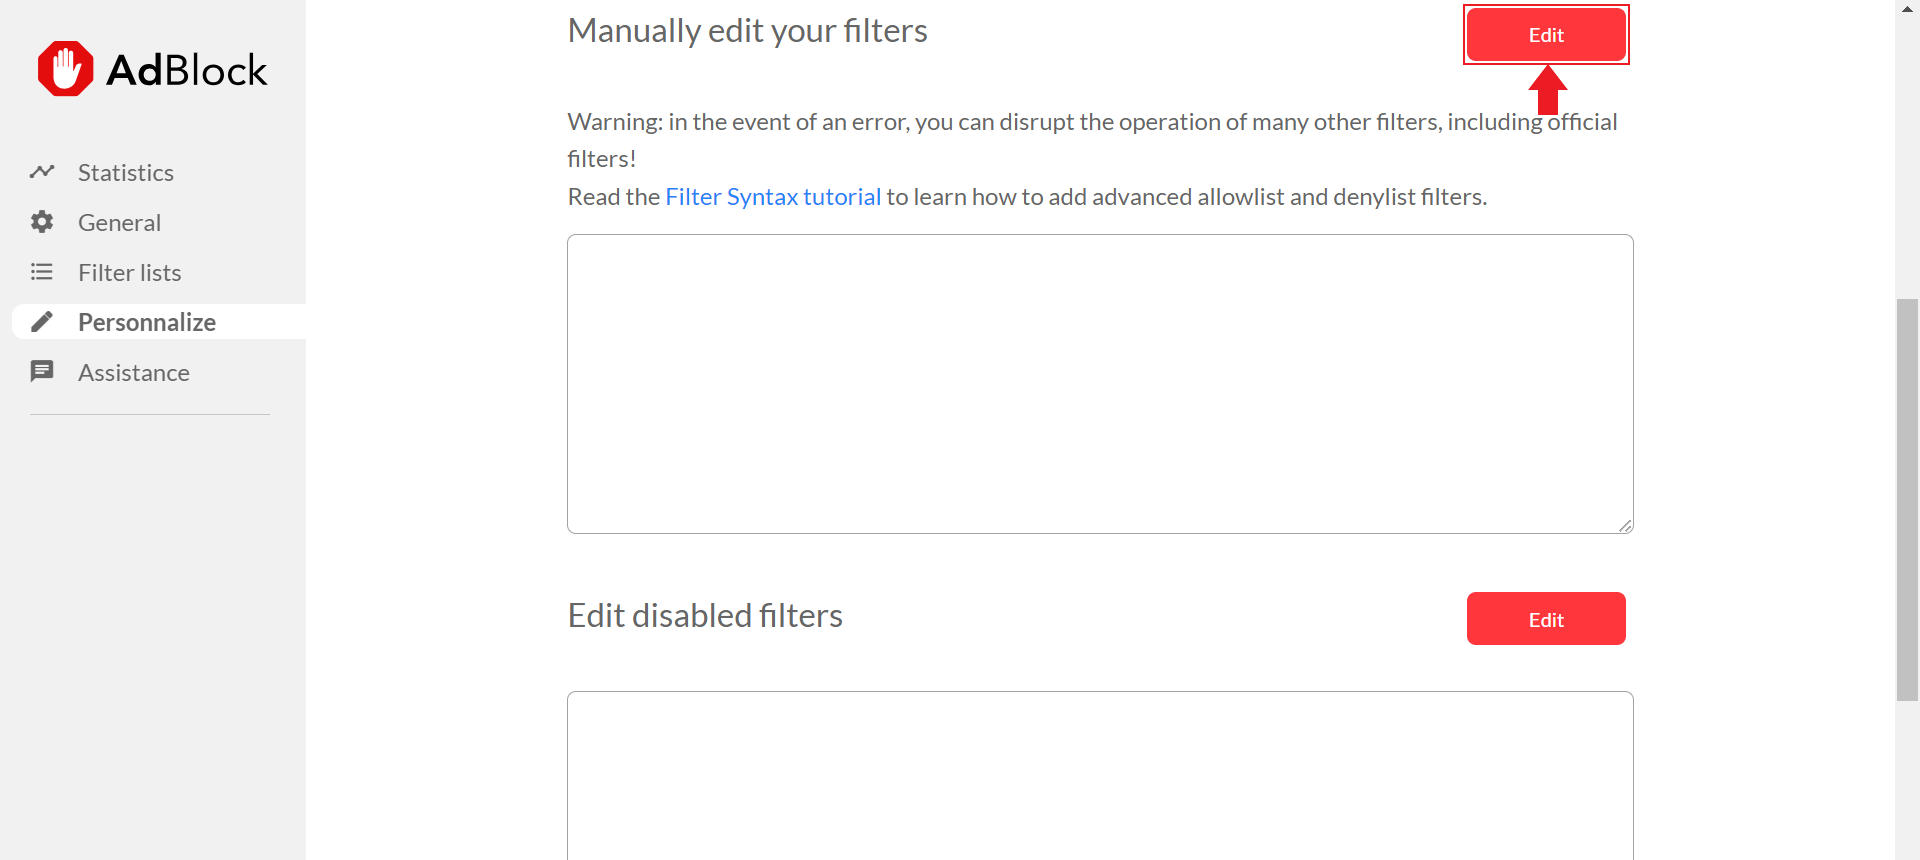 AdBlock
Statistics
General
Filter lists
Personnalize
Assistance
Manually edit your filters
Edit
Warning: in the event of an error, you can disrupt the operation of many other filters, including official
filters!
Read the Filter Syntax tutorial to learn how to add advanced allowlist and denylist filters.
Edit disabled filters
Edit